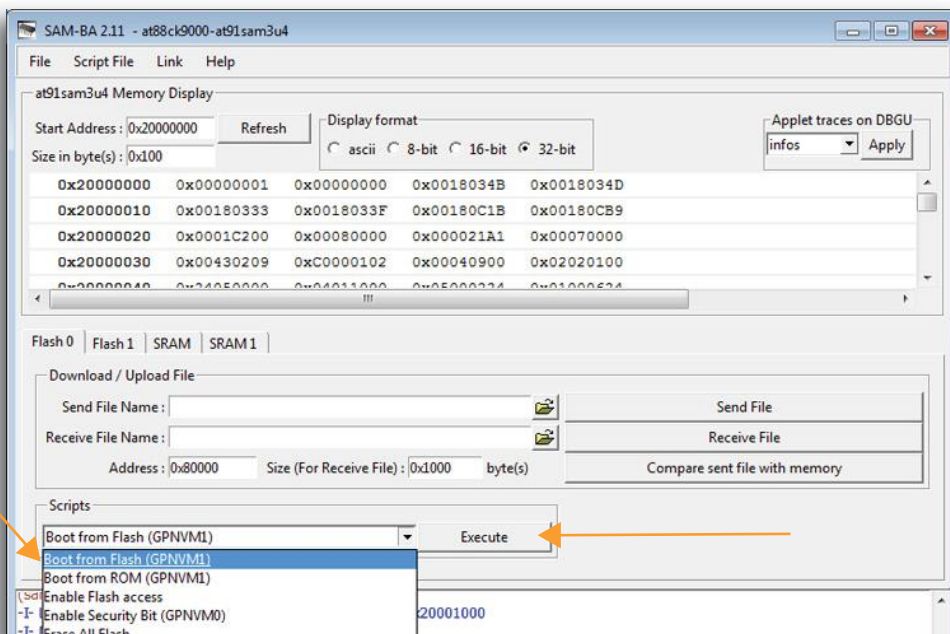 SAM-BA 2.11 - at88ck9000-at91sam3u4
File Script File Link Help
at91sam3u4 Memory Display
Start Address : 0x20000000 Refresh
Size in byte(s) : 0x100
Display format
ascii 8-bit 16-bit 32-bit
Applet traces on DBGU
infos Apply
0x20000000 0x00000001 0x00000000 0x0018034B 0x0018034D
0x20000010 0x00180333 0x0018033F 0x00180C1B 0x00180CB9
0x20000020 0x0001C200 0x00080000 0x000021A1 0x00070000
0x20000030 0x00430209 0xC0000102 0x00040900 0x02020100
Flash 0 Flash 1 SRAM SRAM 1
Download / Upload File
Send File Name : Send File
Receive File Name : Receive File
Address : 0x80000 Size (For Receive File) : 0x1000 byte(s) Compare sent file with memory
Scripts
Boot from Flash (GPNVM1) Execute
Boot from Flash (GPNVM1)
Boot from ROM (GPNVM1)
Enable Flash access
-I- Enable Security Bit (GPNVM0) 20001000
-I- Erase All Flash